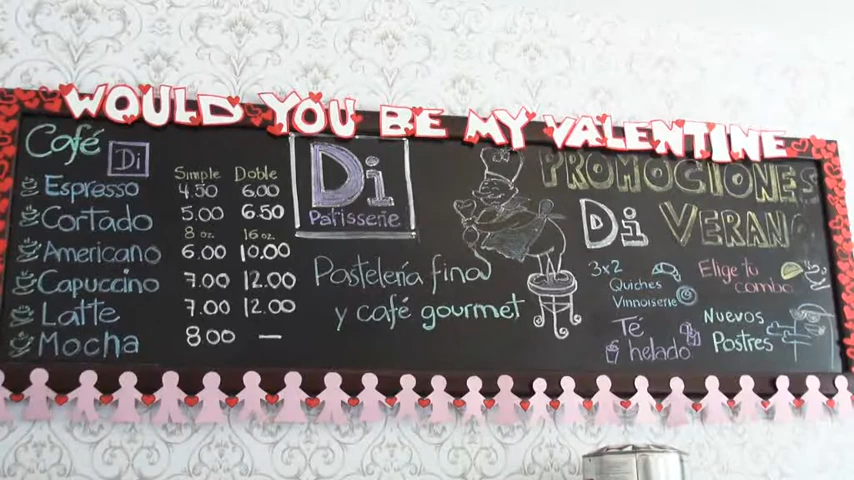 WOULD YOU BE MY VALENTINE
Café Di
Simple Doble
Espresso 4.50 6.00
Cortado 5.00 6.50
8 oz. 16 oz.
Americano 6.00 10.00
Capuccino 7.00 12.00
Latte 7.00 12.00
Mocha 8.00 —
Di
Patisserie
Pastelería fina
y café gourmet
PROMOCIONES
Di VERANO
3x2
Quiches
Vinnoiserie
Té
helado
Elige tu
combo
Nuevos
Postres